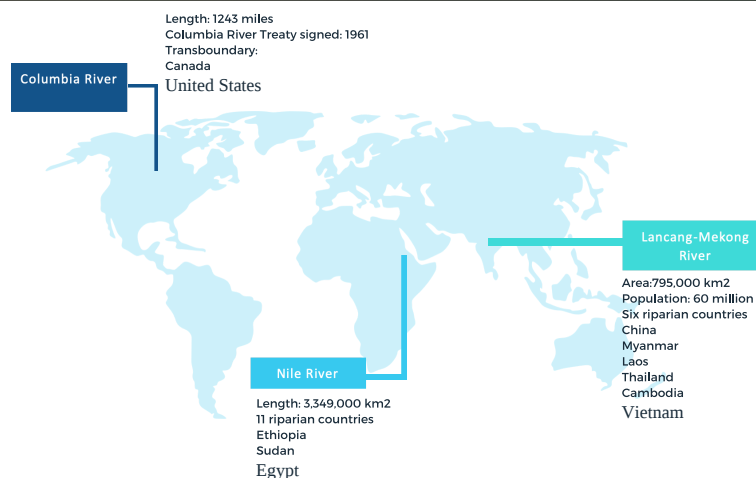 Length: 1243 miles
Columbia River Treaty signed: 1961
Transboundary:
Canada
United States
Columbia River
Lancang-Mekong
River
Area:795,000 km2
Population: 60 million
Six riparian countries
China
Myanmar
Laos
Thailand
Cambodia
Vietnam
Nile River
Length: 3,349,000 km2
11 riparian countries
Ethiopia
Sudan
Egypt